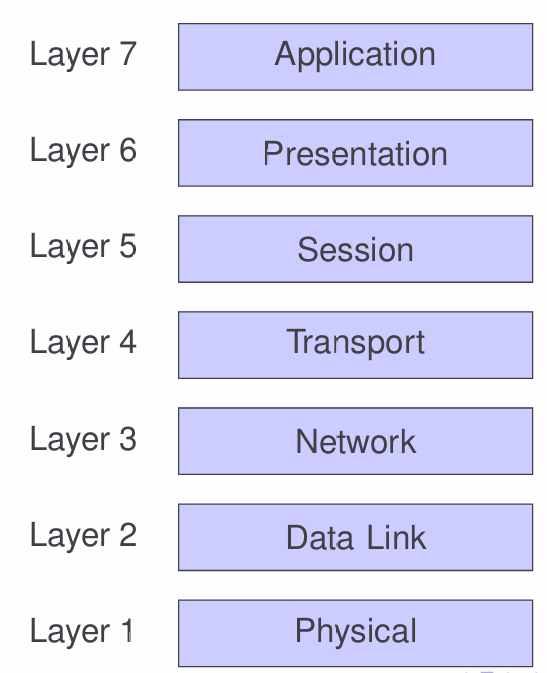 Layer 7 Application
Layer 6 Presentation
Layer 5 Session
Layer 4 Transport
Layer 3 Network
Layer 2 Data Link
Layer 1 Physical